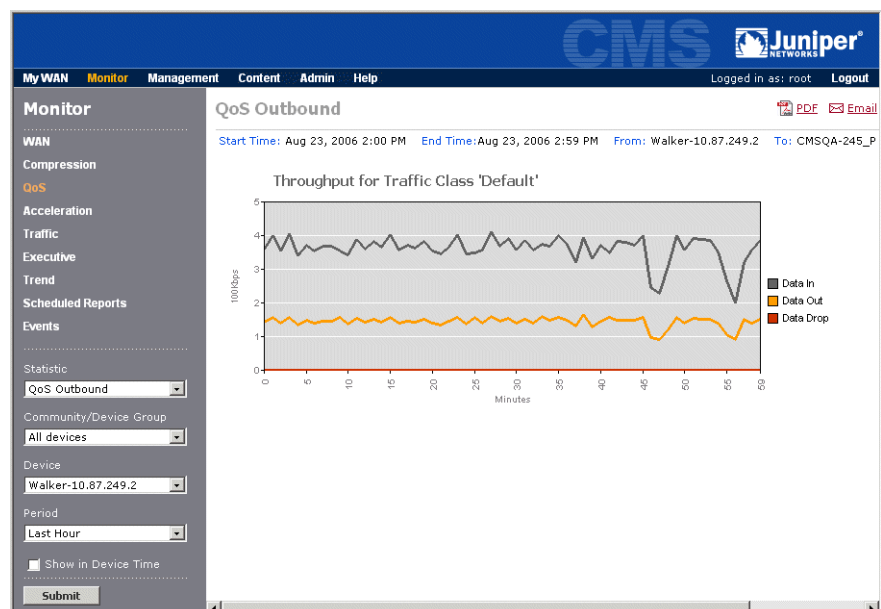 CMS
Juniper®
NETWORKS
My WAN Monitor Management Content Admin Help Logged in as: root Logout
Monitor
WAN
Compression
QoS
Acceleration
Traffic
Executive
Trend
Scheduled Reports
Events
Statistic
QoS Outbound
Community/Device Group
All devices
Device
Walker-10.87.249.2
Period
Last Hour
Show in Device Time
Submit
QoS Outbound
PDF Email
Start Time: Aug 23, 2006 2:00 PM End Time:Aug 23, 2006 2:59 PM From: Walker-10.87.249.2 To: CMSQA-245_P
Throughput for Traffic Class 'Default'
5
4
3
2
1
0
100Kbps
0 5 10 15 20 25 30 35 40 45 50 55 59
Minutes
Data In
Data Out
Data Drop